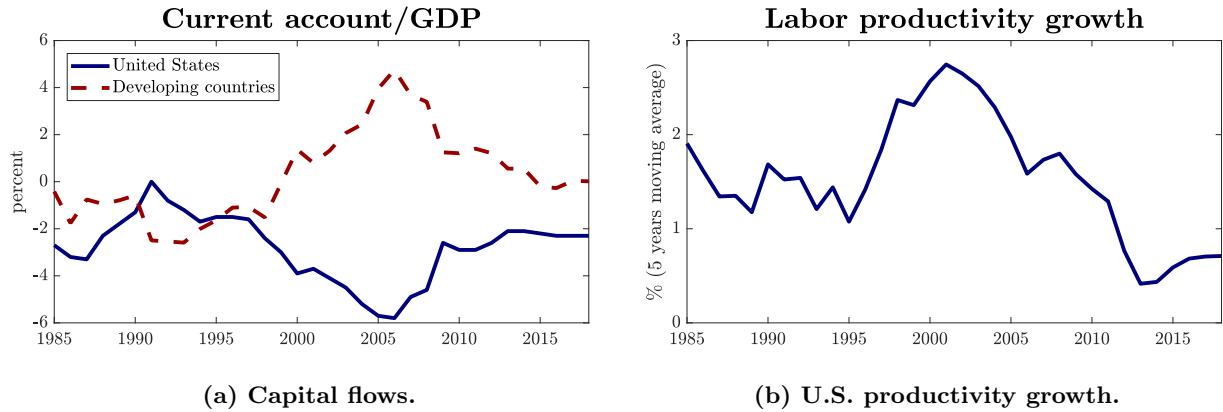 Current account/GDP
6
4
2
0
-2
-4
-6
percent
United States
Developing countries
1985 1990 1995 2000 2005 2010 2015
(a) Capital flows.
Labor productivity growth
3
2
1
0
% (5 years moving average)
1985 1990 1995 2000 2005 2010 2015
(b) U.S. productivity growth.